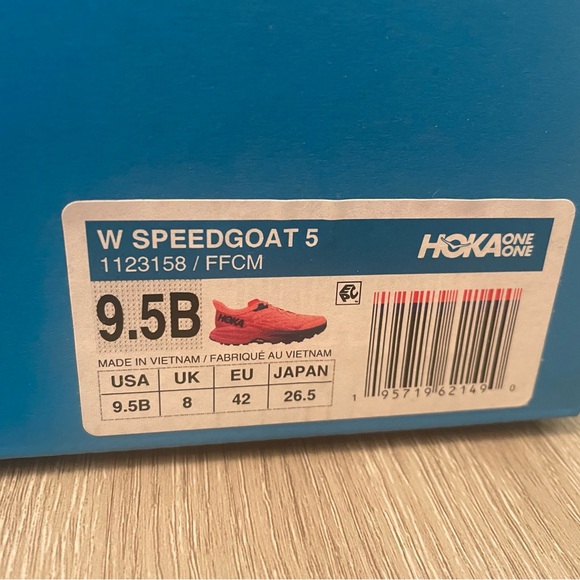 W SPEEDGOAT 5
1123158 / FFCM
HOKA ONE ONE
9.5B
HOKA
MADE IN VIETNAM / FABRIQUÉ AU VIETNAM
USA UK EU JAPAN
9.5B 8 42 26.5
1 95719 62149 0